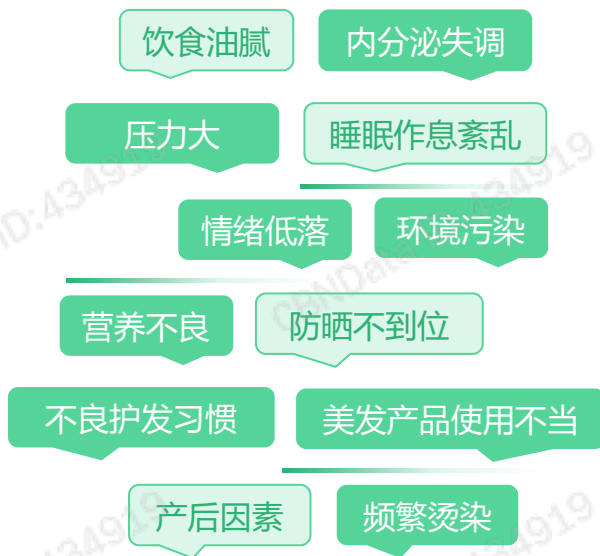 饮食油腻 内分泌失调
压力大 睡眠作息紊乱
情绪低落 环境污染
营养不良 防晒不到位
不良护发习惯 美发产品使用不当
产后因素 频繁烫染